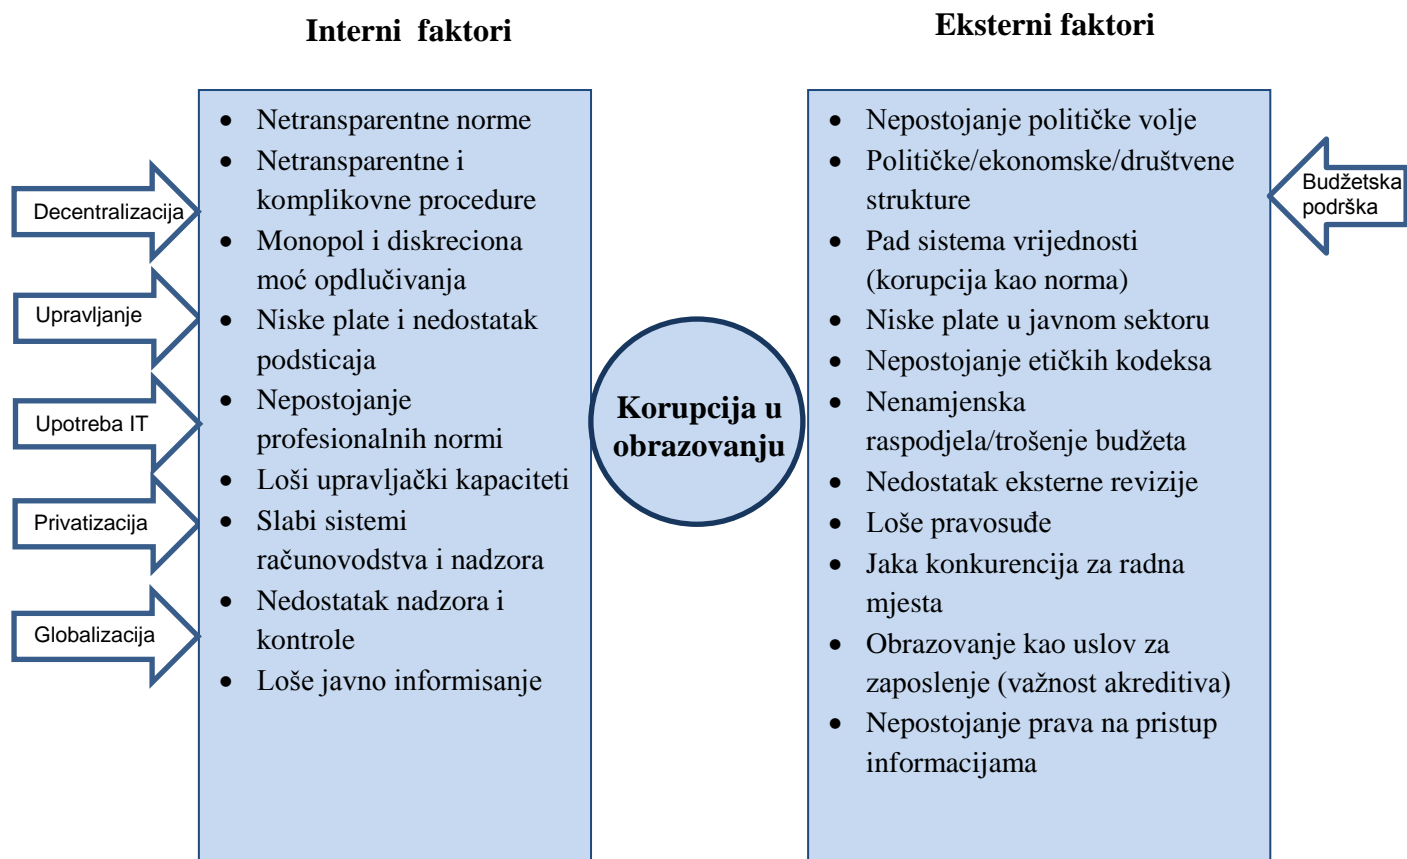 Interni faktori
Eksterni faktori
Decentralizacija
Upravljanje
Upotreba IT
Privatizacija
Globalizacija
• Netransparentne norme
• Netransparentne i
komplikovne procedure
• Monopol i diskreciona
moć opdlučivanja
• Niske plate i nedostatak
podsticaja
• Nepostojanje
profesionalnih normi
• Loši upravljački kapaciteti
• Slabi sistemi
računovodstva i nadzora
• Nedostatak nadzora i
kontrole
• Loše javno informisanje
Korupcija u
obrazovanju
• Nepostojanje političke volje
• Političke/ekonomske/društvene
strukture
• Pad sistema vrijednosti
(korupcija kao norma)
• Niske plate u javnom sektoru
• Nepostojanje etičkih kodeksa
• Nenamjenska
raspodjela/trošenje budžeta
• Nedostatak eksterne revizije
• Loše pravosuđe
• Jaka konkurencija za radna
mjesta
• Obrazovanje kao uslov za
zaposlenje (važnost akreditiva)
• Nepostojanje prava na pristup
informacijama
Budžetska
podrška